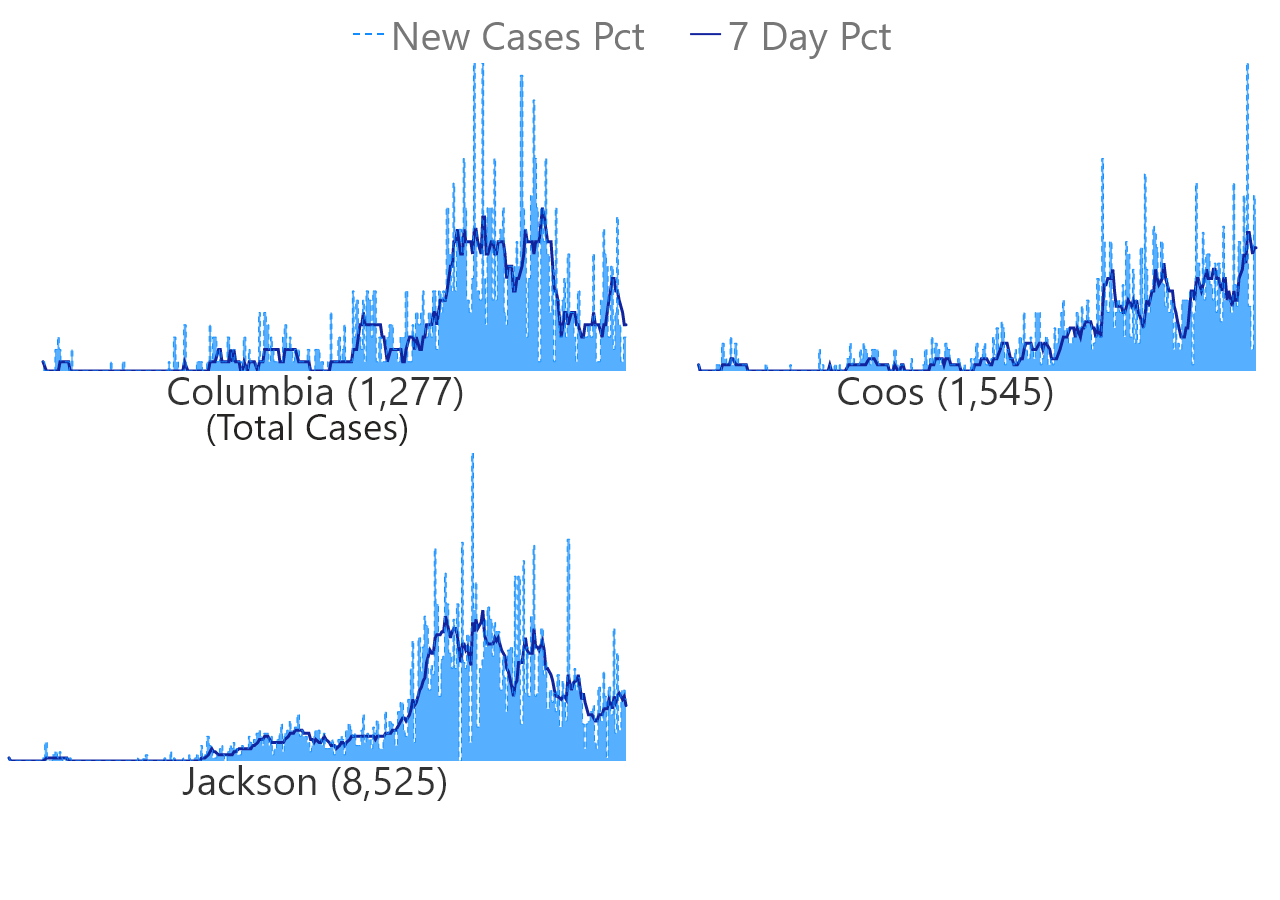 New Cases Pct 7 Day Pct
Columbia (1,277)
(Total Cases)
Coos (1,545)
Jackson (8,525)